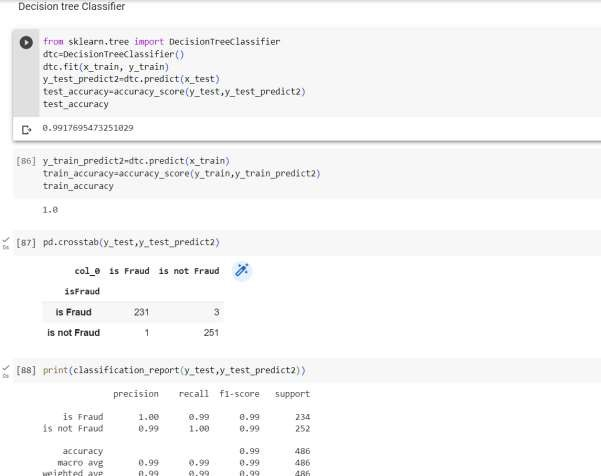 Decision tree Classifier
from sklearn.tree import DecisionTreeClassifier
dtc=DecisionTreeClassifier()
dtc.fit(x_train, y_train)
y_test_predict2=dtc.predict(x_test)
test_accuracy=accuracy_score(y_test,y_test_predict2)
test_accuracy
0.9917695473251029
[86] y_train_predict2=dtc.predict(x_train)
train_accuracy=accuracy_score(y_train,y_train_predict2)
train_accuracy
1.0
[87] pd.crosstab(y_test,y_test_predict2)
0s
col_0 is Fraud is not Fraud
isFraud
is Fraud 231 3
is not Fraud 1 251
[88] print(classification_report(y_test,y_test_predict2))
0s
precision recall f1-score support
is Fraud 1.00 0.99 0.99 234
is not Fraud 0.99 1.00 0.99 252
accuracy 0.99 486
macro avg 0.99 0.99 0.99 486
weighted avg 0.99 0.99 0.99 486